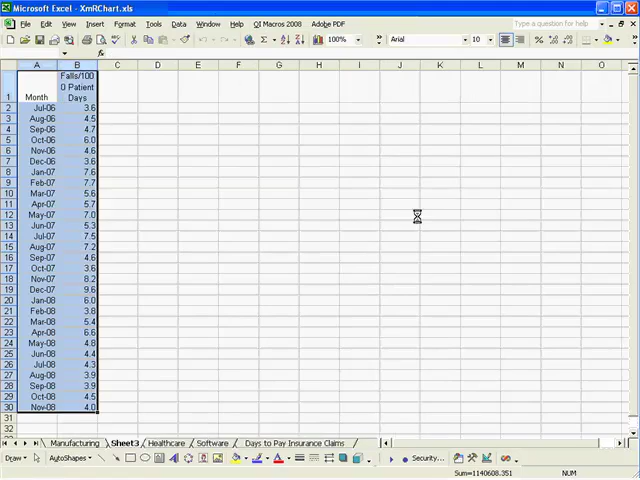 Microsoft Excel - XmRChart.xls
File Edit View Insert Format Tools Data Window QI Macros 2008 Help Adobe PDF
Type a question for help
100% Arial 10
A B C D E F G H I J K L M N O
1 Month Falls/100
0 Patient
Days
2 Jul-06 3.6
3 Aug-06 4.5
4 Sep-06 4.7
5 Oct-06 6.0
6 Nov-06 4.6
7 Dec-06 3.6
8 Jan-07 7.6
9 Feb-07 7.7
10 Mar-07 5.6
11 Apr-07 5.7
12 May-07 7.0
13 Jun-07 5.3
14 Jul-07 7.5
15 Aug-07 7.2
16 Sep-07 4.6
17 Oct-07 3.6
18 Nov-07 8.2
19 Dec-07 9.6
20 Jan-08 6.0
21 Feb-08 3.8
22 Mar-08 5.4
23 Apr-08 6.6
24 May-08 4.8
25 Jun-08 4.4
26 Jul-08 4.3
27 Aug-08 3.9
28 Sep-08 3.9
29 Oct-08 4.5
30 Nov-08 4.0
31
32
Manufacturing Sheet3 Healthcare Software Days to Pay Insurance Claims
Draw AutoShapes Security...
Sum=1140608.351 NUM